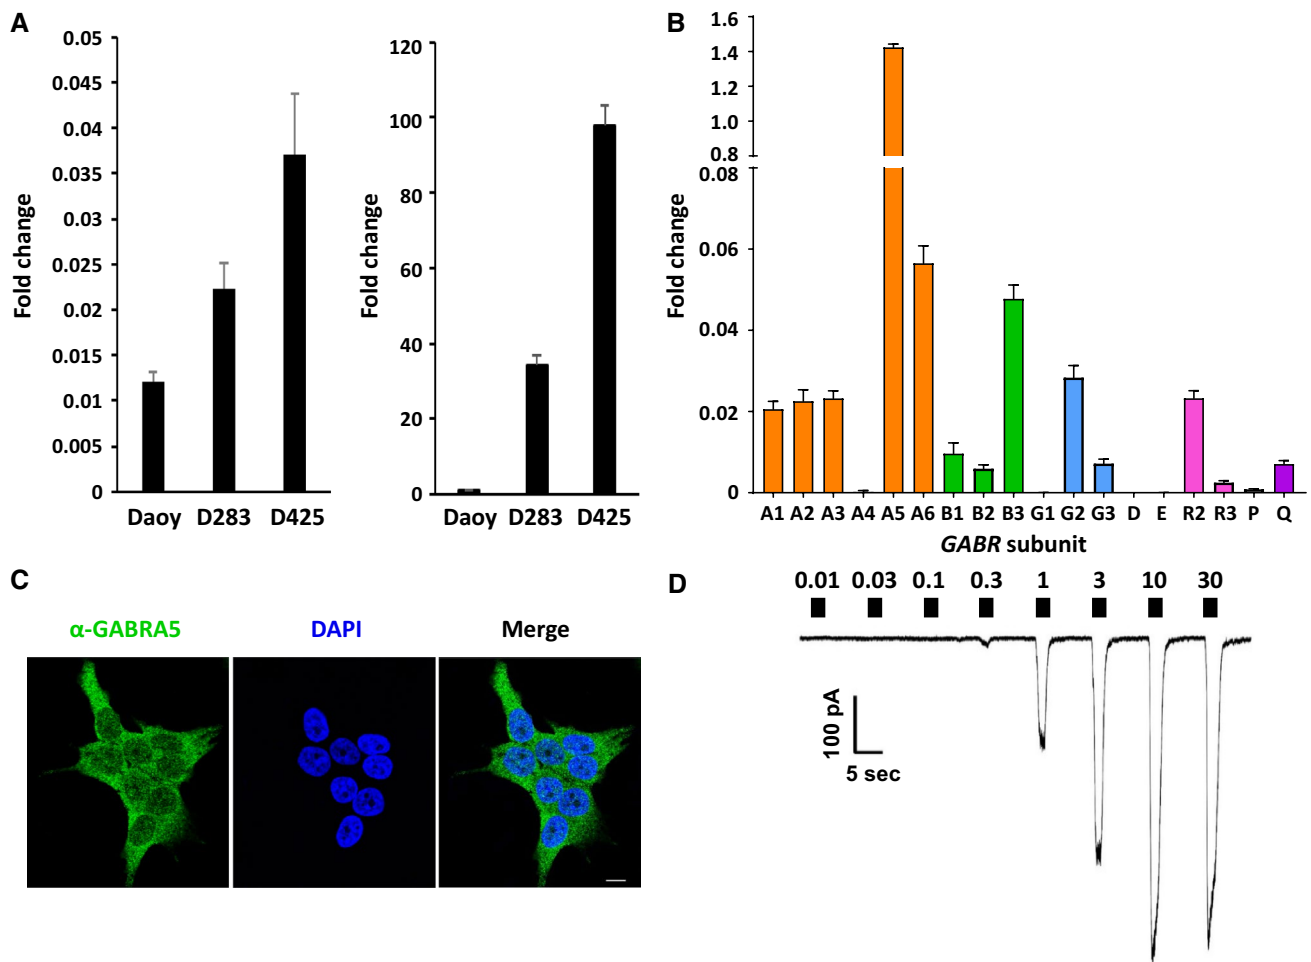 A
Fold change
0.05
0.045
0.04
0.035
0.03
0.025
0.02
0.015
0.01
0.005
0
Daoy D283 D425
Fold change
120
100
80
60
40
20
0
Daoy D283 D425
B
Fold change
1.6
1.4
1.2
1.0
0.8
0.08
0.06
0.04
0.02
0
A1 A2 A3 A4 A5 A6 B1 B2 B3 G1 G2 G3 D E R2 R3 P Q
GABR subunit
C
α-GABRA5 DAPI Merge
D
0.01 0.03 0.1 0.3 1 3 10 30
100 pA
5 sec